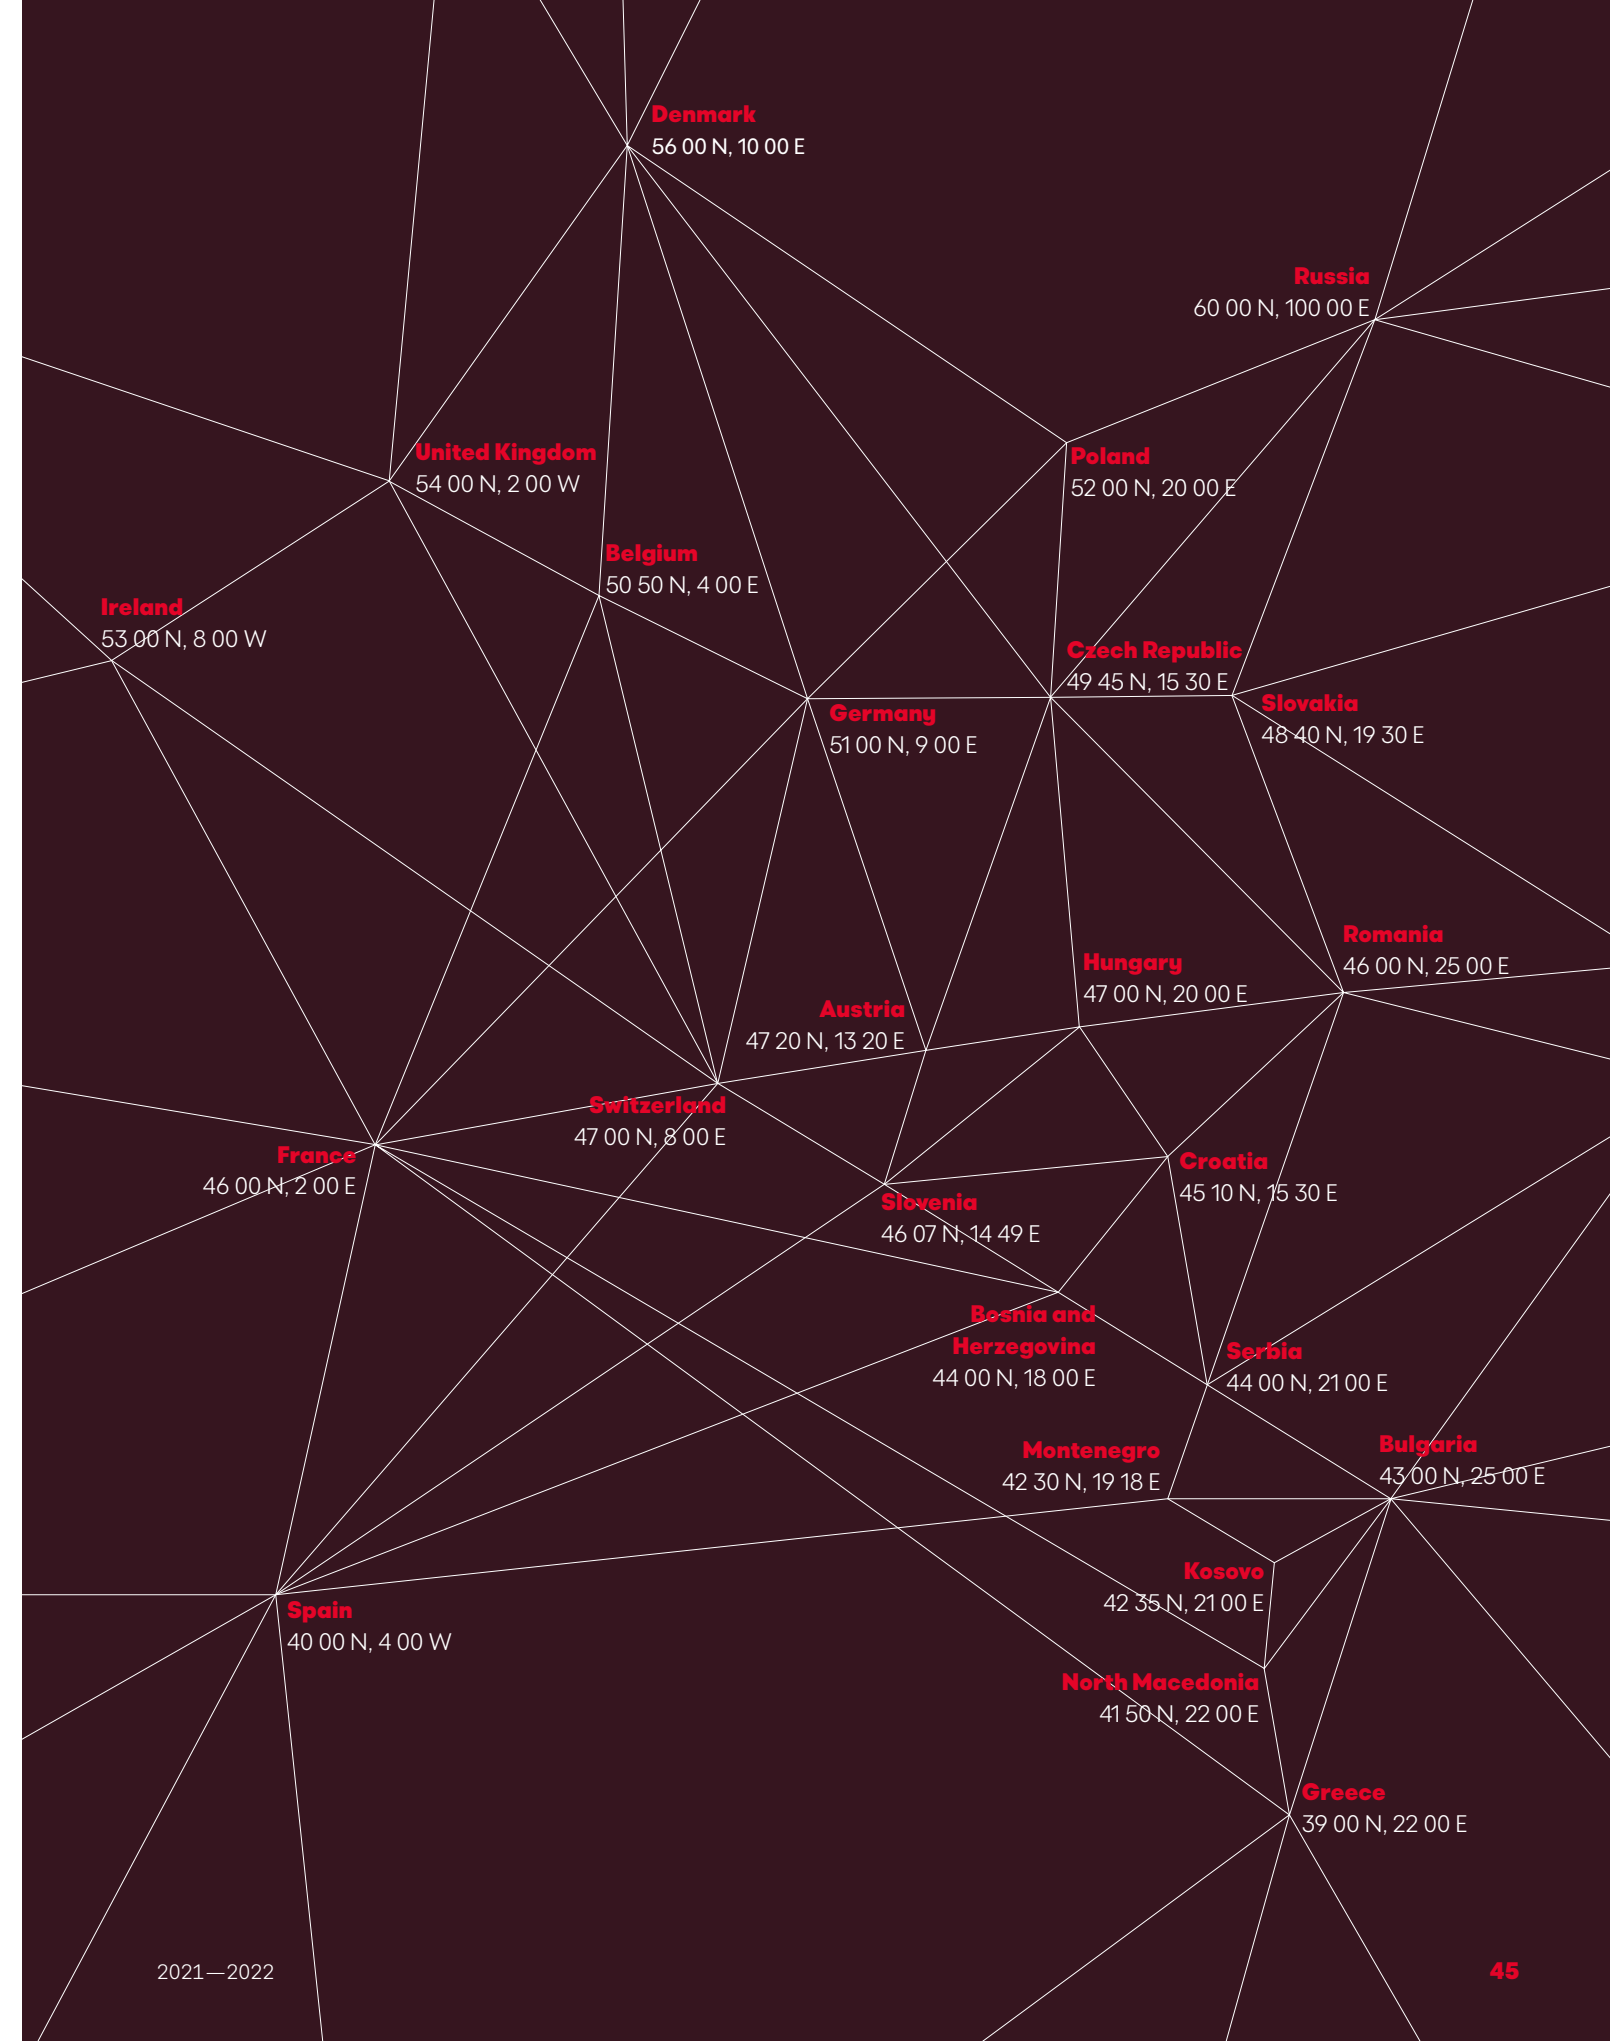 Denmark
56 00 N, 10 00 E
Russia
60 00 N, 100 00 E
United Kingdom
54 00 N, 2 00 W
Poland
52 00 N, 20 00 E
Belgium
50 50 N, 4 00 E
Ireland
53 00 N, 8 00 W
Czech Republic
49 45 N, 15 30 E
Germany
51 00 N, 9 00 E
Slovakia
48 40 N, 19 30 E
Romania
46 00 N, 25 00 E
Hungary
47 00 N, 20 00 E
Austria
47 20 N, 13 20 E
Switzerland
47 00 N, 8 00 E
France
46 00 N, 2 00 E
Croatia
45 10 N, 15 30 E
Slovenia
46 07 N, 14 49 E
Bosnia and
Herzegovina
44 00 N, 18 00 E
Serbia
44 00 N, 21 00 E
Montenegro
42 30 N, 19 18 E
Bulgaria
43 00 N, 25 00 E
Kosovo
42 35 N, 21 00 E
Spain
40 00 N, 4 00 W
North Macedonia
41 50 N, 22 00 E
Greece
39 00 N, 22 00 E
2021—2022
45